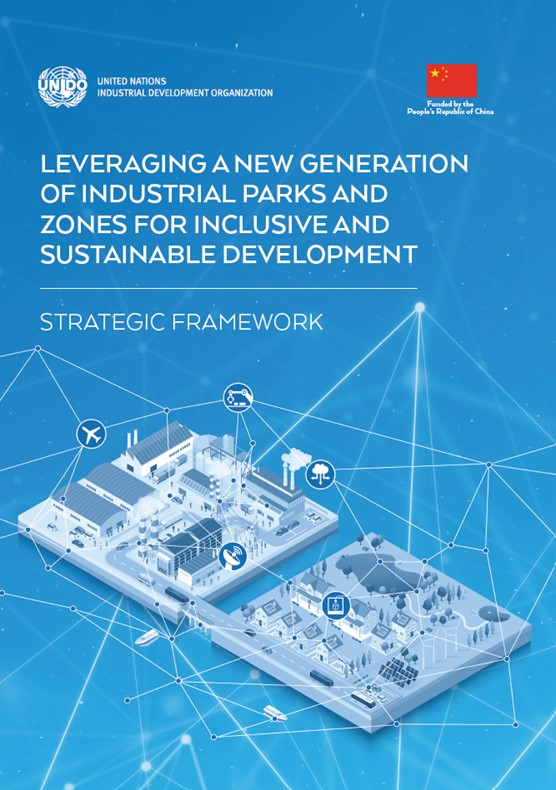 UNIDO
UNITED NATIONS
INDUSTRIAL DEVELOPMENT ORGANIZATION
Funded by the
People's Republic of China
LEVERAGING A NEW GENERATION
OF INDUSTRIAL PARKS AND
ZONES FOR INCLUSIVE AND
SUSTAINABLE DEVELOPMENT
STRATEGIC FRAMEWORK